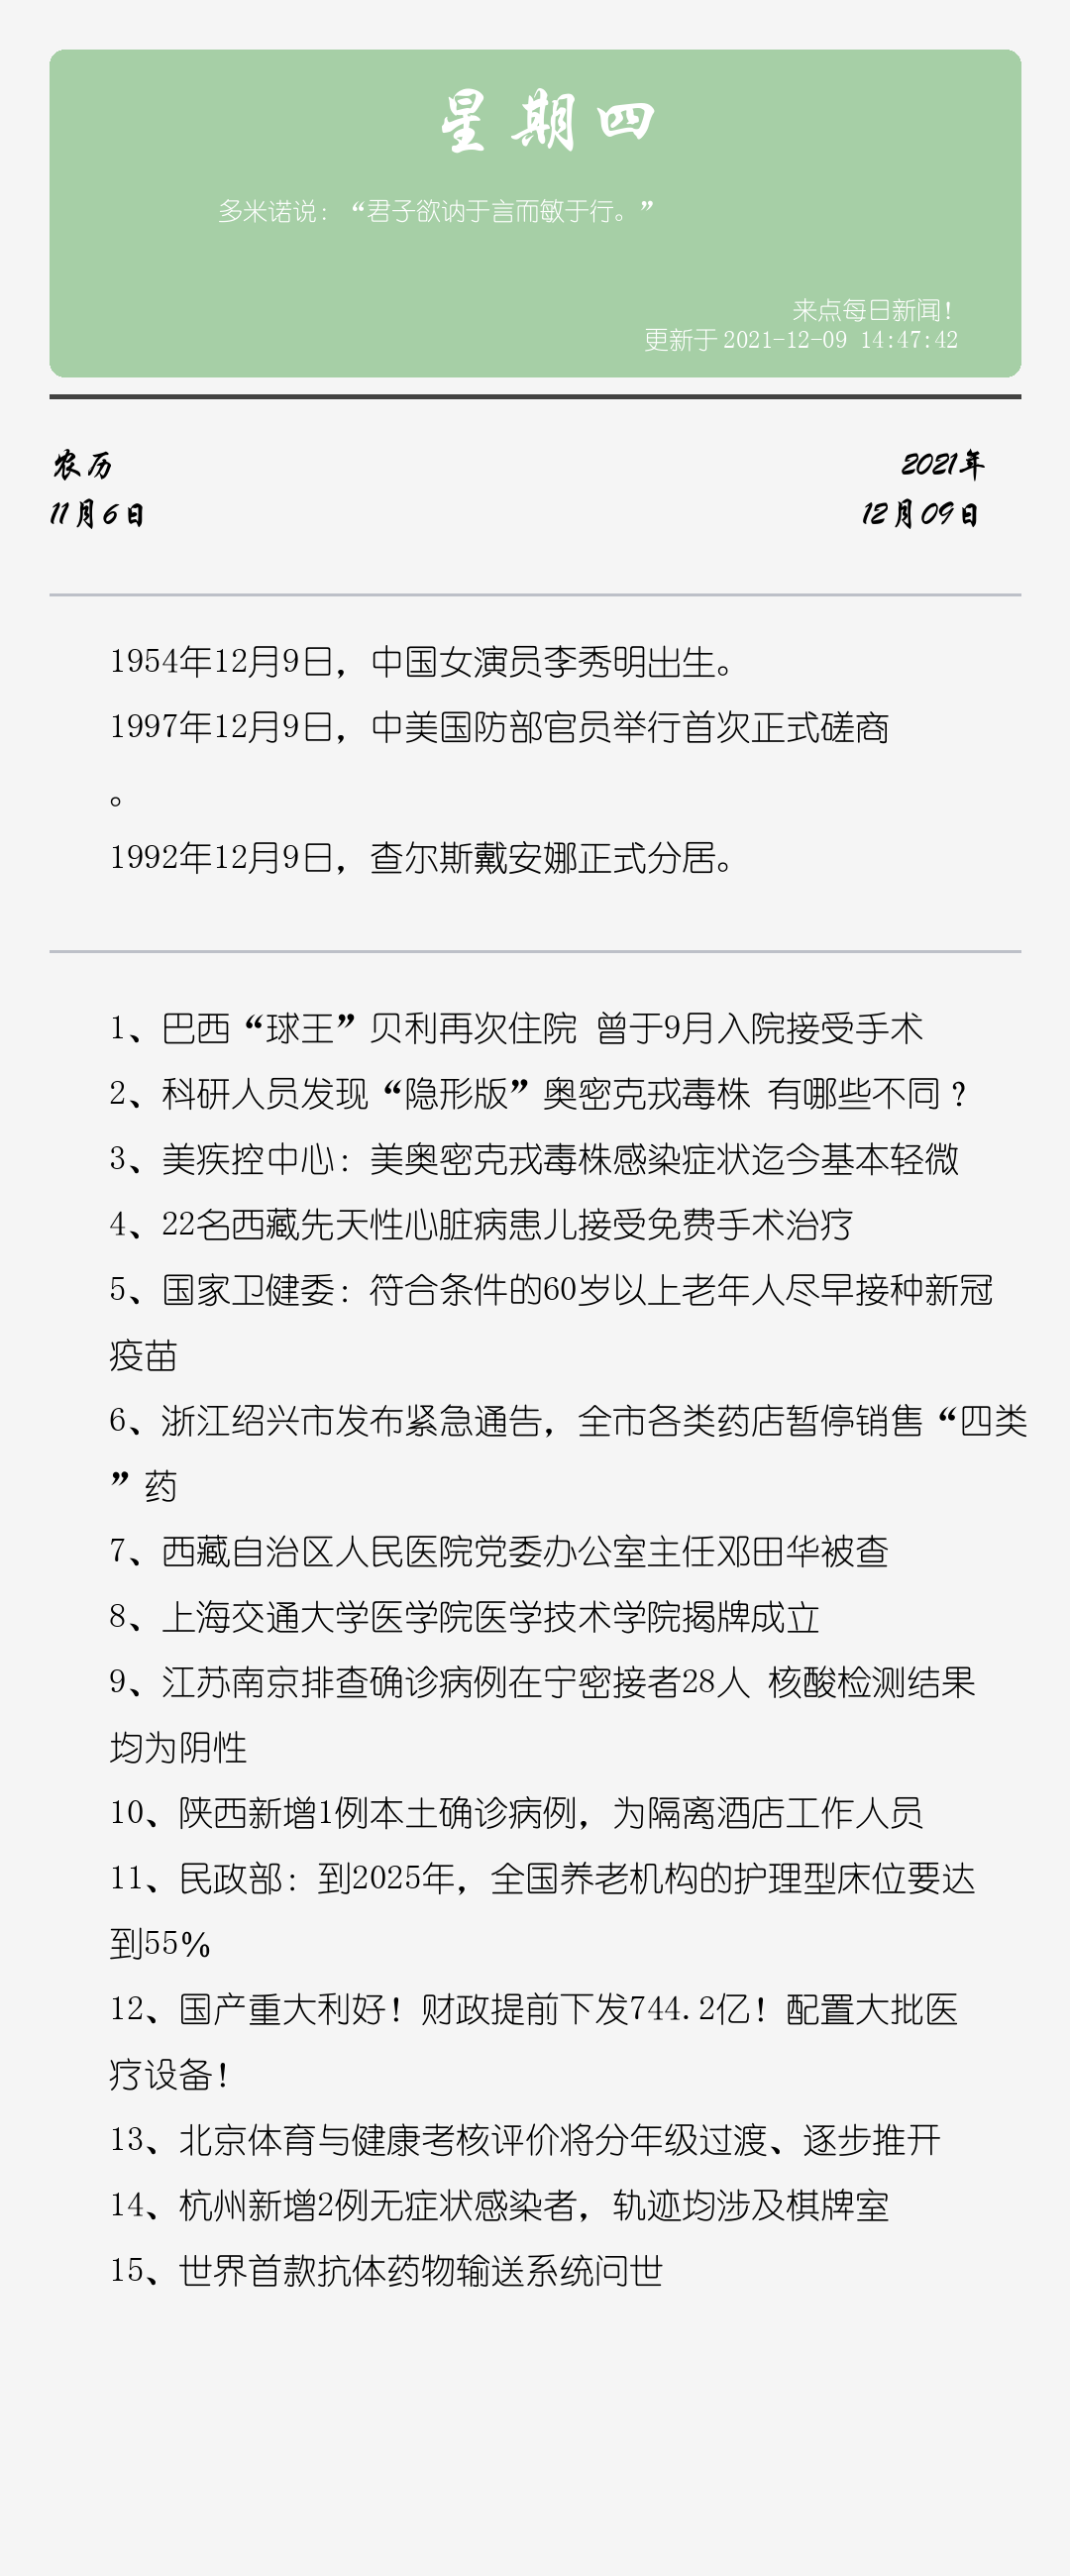 星期四
多米诺说：“君子欲讷于言而敏于行。”
来点每日新闻！
更新于 2021-12-09 14:47:42
农历
2021年
11月6日
12月09日
1954年12月9日，中国女演员李秀明出生。
1997年12月9日，中美国防部官员举行首次正式磋商
。
1992年12月9日，查尔斯戴安娜正式分居。
1、巴西“球王”贝利再次住院 曾于9月入院接受手术
2、科研人员发现“隐形版”奥密克戎毒株 有哪些不同？
3、美疾控中心：美奥密克戎毒株感染症状迄今基本轻微
4、22名西藏先天性心脏病患儿接受免费手术治疗
5、国家卫健委：符合条件的60岁以上老年人尽早接种新冠
疫苗
6、浙江绍兴市发布紧急通告，全市各类药店暂停销售“四类
”药
7、西藏自治区人民医院党委办公室主任邓田华被查
8、上海交通大学医学院医学技术学院揭牌成立
9、江苏南京排查确诊病例在宁密接者28人 核酸检测结果
均为阴性
10、陕西新增1例本土确诊病例，为隔离酒店工作人员
11、民政部：到2025年，全国养老机构的护理型床位要达
到55%
12、国产重大利好！财政提前下发744.2亿！配置大批医
疗设备！
13、北京体育与健康考核评价将分年级过渡、逐步推开
14、杭州新增2例无症状感染者，轨迹均涉及棋牌室
15、世界首款抗体药物输送系统问世